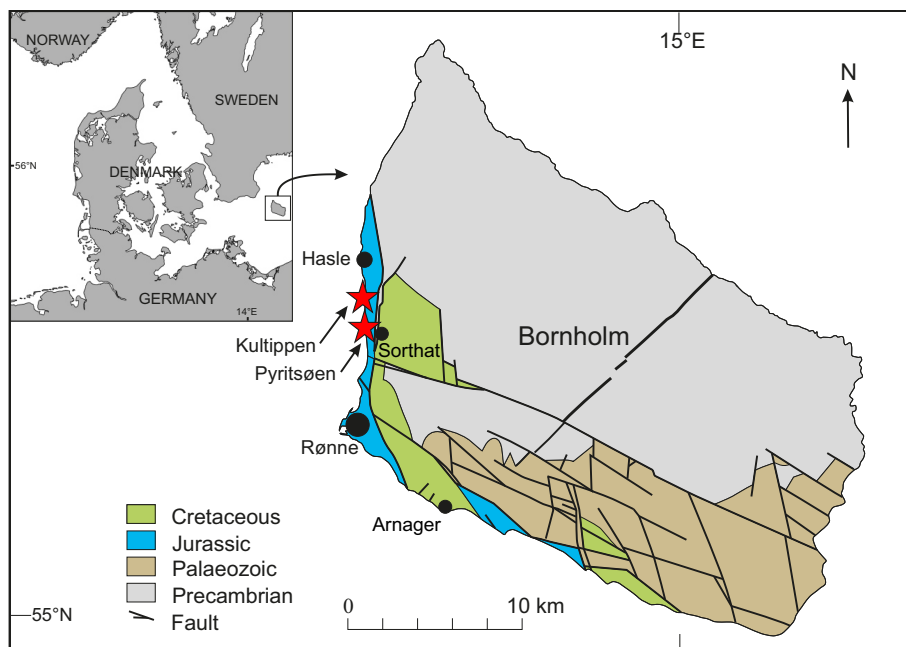 NORWAY
SWEDEN
56°N
DENMARK
GERMANY
14°E
15°E
N
Hasle
Kultippen
Sorthat
Pyritsøen
Bornholm
Rønne
Arnager
Cretaceous
Jurassic
Palaeozoic
Precambrian
Fault
0 10 km
55°N